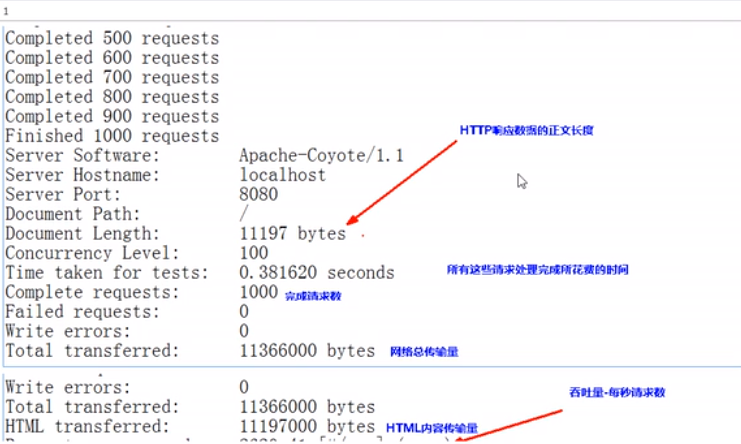 1
Completed 500 requests
Completed 600 requests
Completed 700 requests
Completed 800 requests
Completed 900 requests
Finished 1000 requests
HTTP响应数据的正文长度
Server Software: Apache-Coyote/1.1
Server Hostname: localhost
Server Port: 8080
Document Path: /
Document Length: 11197 bytes
Concurrency Level: 100
Time taken for tests: 0.381620 seconds 所有这些请求处理完成所花费的时间
Complete requests: 1000 完成请求数
Failed requests: 0
Write errors: 0
Total transferred: 11366000 bytes 网络总传输量
Write errors: 0
吞吐量-每秒请求数
Total transferred: 11366000 bytes
HTML transferred: 11197000 bytes HTML内容传输量